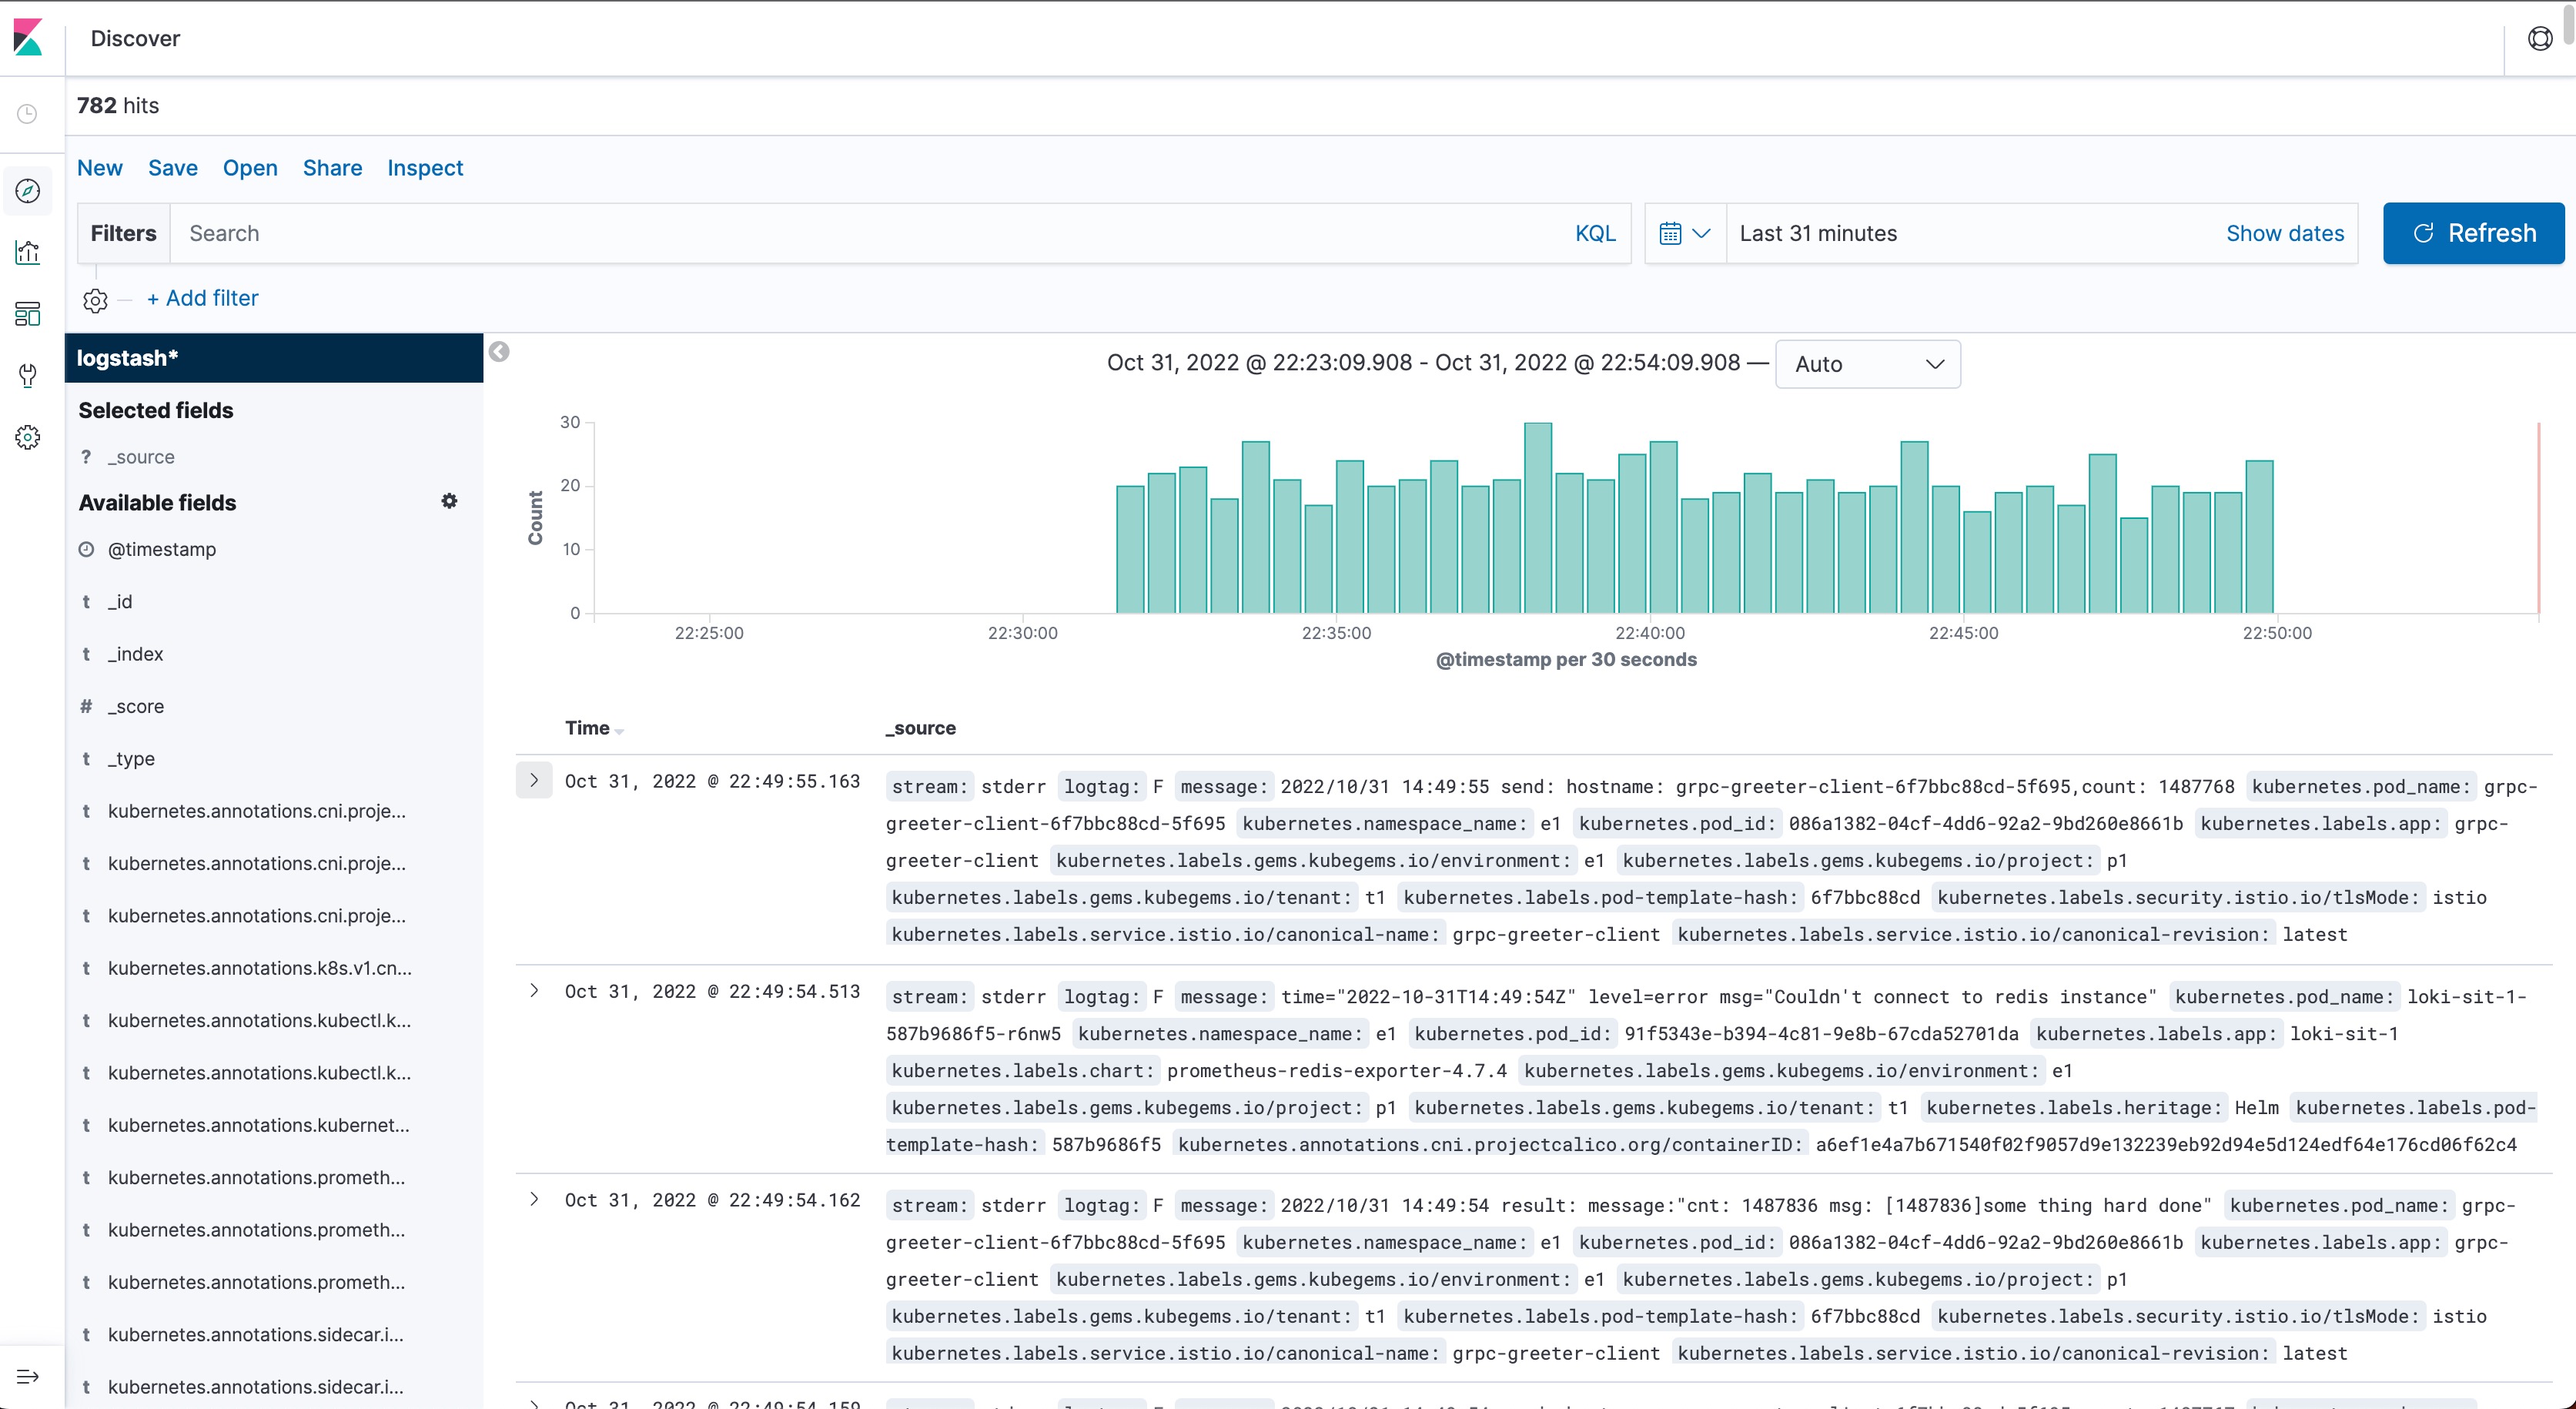 Discover
782 hits
New Save Open Share Inspect
Filters Search KQL Last 31 minutes Show dates Refresh
+ Add filter
logstash*
Selected fields
? _source
Available fields
@timestamp
t _id
t _index
# _score
t _type
t kubernetes.annotations.cni.proje...
t kubernetes.annotations.cni.proje...
t kubernetes.annotations.cni.proje...
t kubernetes.annotations.k8s.v1.cn...
t kubernetes.annotations.kubectl.k...
t kubernetes.annotations.kubectl.k...
t kubernetes.annotations.kubernet...
t kubernetes.annotations.prometh...
t kubernetes.annotations.prometh...
t kubernetes.annotations.prometh...
t kubernetes.annotations.sidecar.i...
t kubernetes.annotations.sidecar.i...
Oct 31, 2022 @ 22:23:09.908 - Oct 31, 2022 @ 22:54:09.908 — Auto
Count
30
20
10
0
22:25:00 22:30:00 22:35:00 22:40:00 22:45:00 22:50:00
@timestamp per 30 seconds
Time _source
Oct 31, 2022 @ 22:49:55.163
stream: stderr logtag: F message: 2022/10/31 14:49:55 send: hostname: grpc-greeter-client-6f7bbc88cd-5f695,count: 1487768 kubernetes.pod_name: grpc-
greeter-client-6f7bbc88cd-5f695 kubernetes.namespace_name: e1 kubernetes.pod_id: 086a1382-04cf-4dd6-92a2-9bd260e8661b kubernetes.labels.app: grpc-
greeter-client kubernetes.labels.gems.kubegems.io/environment: e1 kubernetes.labels.gems.kubegems.io/project: p1
kubernetes.labels.gems.kubegems.io/tenant: t1 kubernetes.labels.pod-template-hash: 6f7bbc88cd kubernetes.labels.security.istio.io/tlsMode: istio
kubernetes.labels.service.istio.io/canonical-name: grpc-greeter-client kubernetes.labels.service.istio.io/canonical-revision: latest
Oct 31, 2022 @ 22:49:54.513
stream: stderr logtag: F message: time="2022-10-31T14:49:54Z" level=error msg="Couldn't connect to redis instance" kubernetes.pod_name: loki-sit-1-
587b9686f5-r6nw5 kubernetes.namespace_name: e1 kubernetes.pod_id: 91f5343e-b394-4c81-9e8b-67cda52701da kubernetes.labels.app: loki-sit-1
kubernetes.labels.chart: prometheus-redis-exporter-4.7.4 kubernetes.labels.gems.kubegems.io/environment: e1
kubernetes.labels.gems.kubegems.io/project: p1 kubernetes.labels.gems.kubegems.io/tenant: t1 kubernetes.labels.heritage: Helm kubernetes.labels.pod-
template-hash: 587b9686f5 kubernetes.annotations.cni.projectcalico.org/containerID: a6ef1e4a7b671540f02f9057d9e132239eb92d94e5d124edf64e176cd06f62c4
Oct 31, 2022 @ 22:49:54.162
stream: stderr logtag: F message: 2022/10/31 14:49:54 result: message:"cnt: 1487836 msg: [1487836]some thing hard done" kubernetes.pod_name: grpc-
greeter-client-6f7bbc88cd-5f695 kubernetes.namespace_name: e1 kubernetes.pod_id: 086a1382-04cf-4dd6-92a2-9bd260e8661b kubernetes.labels.app: grpc-
greeter-client kubernetes.labels.gems.kubegems.io/environment: e1 kubernetes.labels.gems.kubegems.io/project: p1
kubernetes.labels.gems.kubegems.io/tenant: t1 kubernetes.labels.pod-template-hash: 6f7bbc88cd kubernetes.labels.security.istio.io/tlsMode: istio
kubernetes.labels.service.istio.io/canonical-name: grpc-greeter-client kubernetes.labels.service.istio.io/canonical-revision: latest
Oct 31, 2022 @ 22:49:54.159